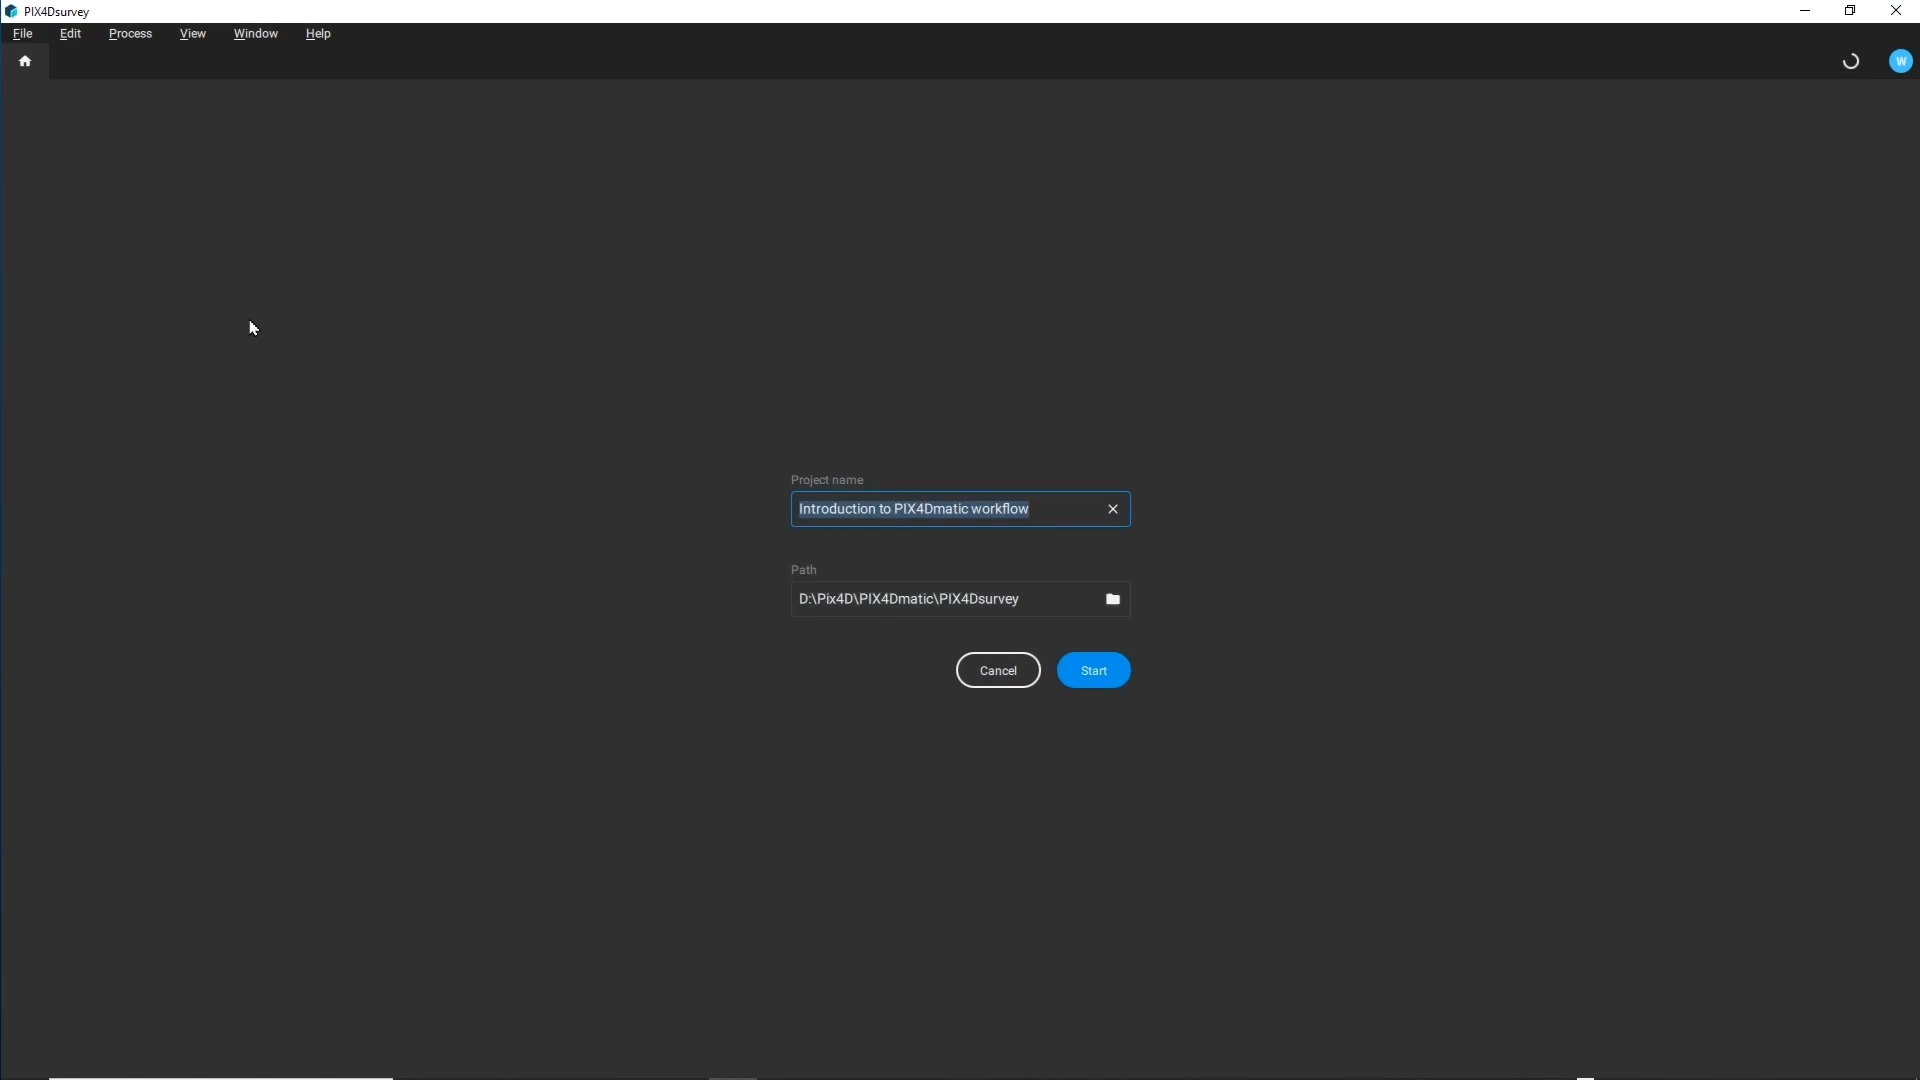 PIX4Dsurvey
File Edit Process View Window Help
W
Project name
Introduction to PIX4Dmatic workflow
Path
D:\Pix4D\PIX4Dmatic\PIX4Dsurvey
Cancel Start